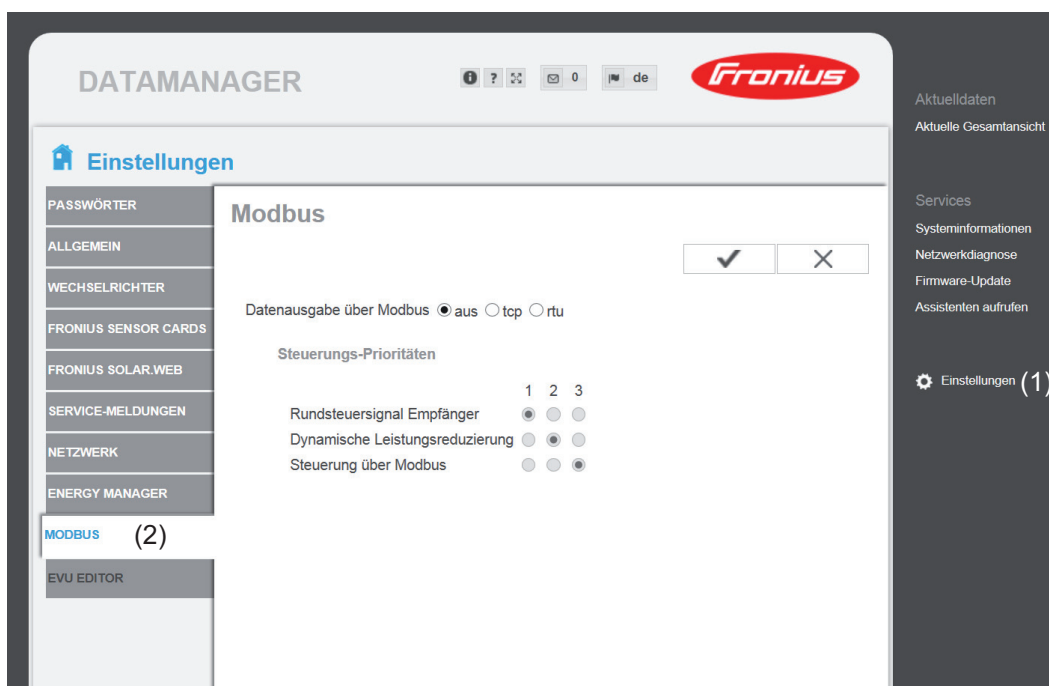 DATAMANAGER
i ? 0 de
Fronius
Einstellungen
PASSWÖRTER
ALLGEMEIN
WECHSELRICHTER
FRONIUS SENSOR CARDS
FRONIUS SOLAR.WEB
SERVICE-MELDUNGEN
NETZWERK
ENERGY MANAGER
MODBUS (2)
EVU EDITOR
Modbus
Datenausgabe über Modbus aus tcp rtu
Steuerungs-Prioritäten
1 2 3
Rundsteuersignal Empfänger
Dynamische Leistungsreduzierung
Steuerung über Modbus
Aktuelldaten
Aktuelle Gesamtansicht
Services
Systeminformationen
Netzwerkdiagnose
Firmware-Update
Assistenten aufrufen
Einstellungen (1)